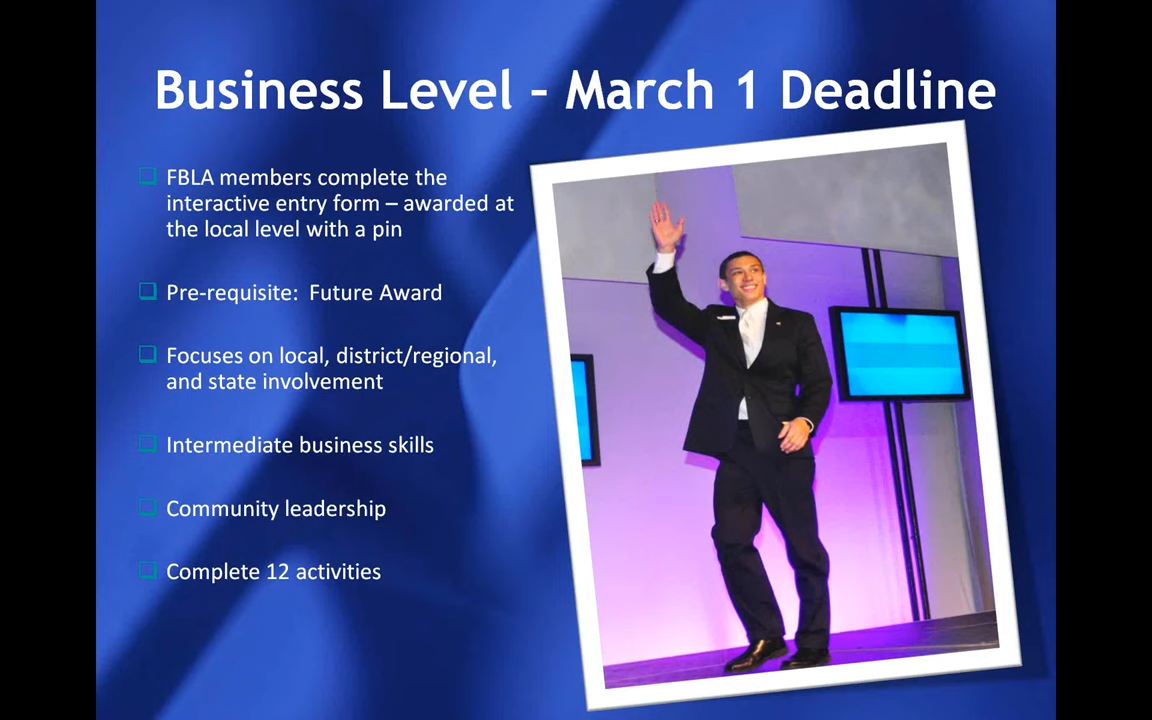 Business Level – March 1 Deadline
FBLA members complete the
interactive entry form – awarded at
the local level with a pin
Pre-requisite:  Future Award
Focuses on local, district/regional,
and state involvement
Intermediate business skills
Community leadership
Complete 12 activities